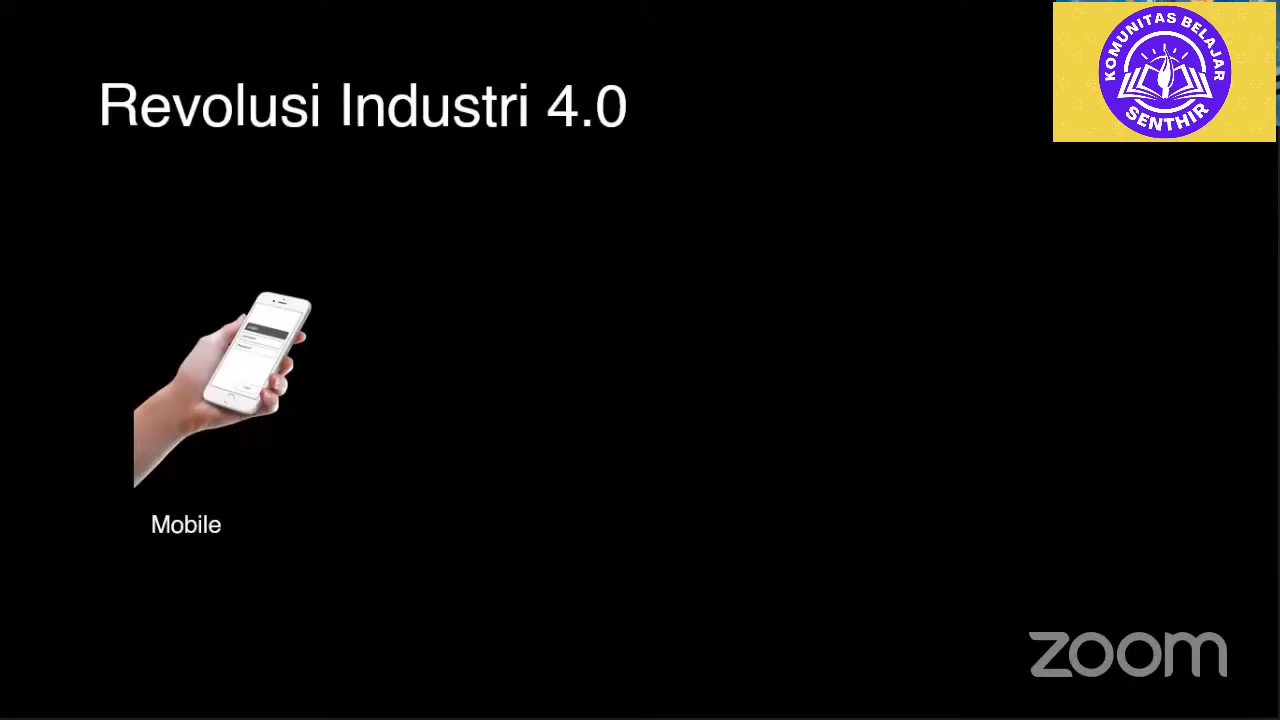 Revolusi Industri 4.0
KOMUNITAS BELAJAR
SENTHIR
Mobile
zoom